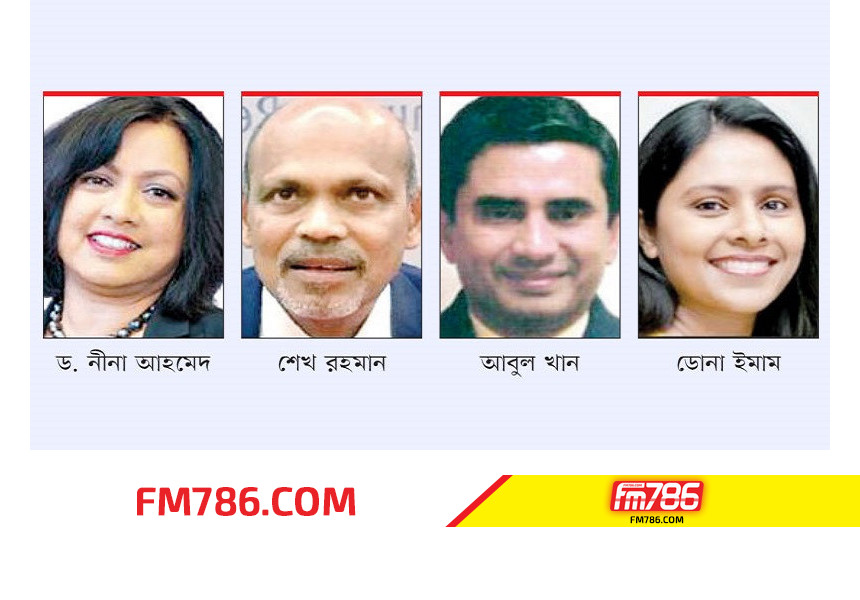 ড. নীনা আহমেদ
শেখ রহমান
আবুল খান
ডোনা ইমাম
FM786.COM
fm786
FM786.COM